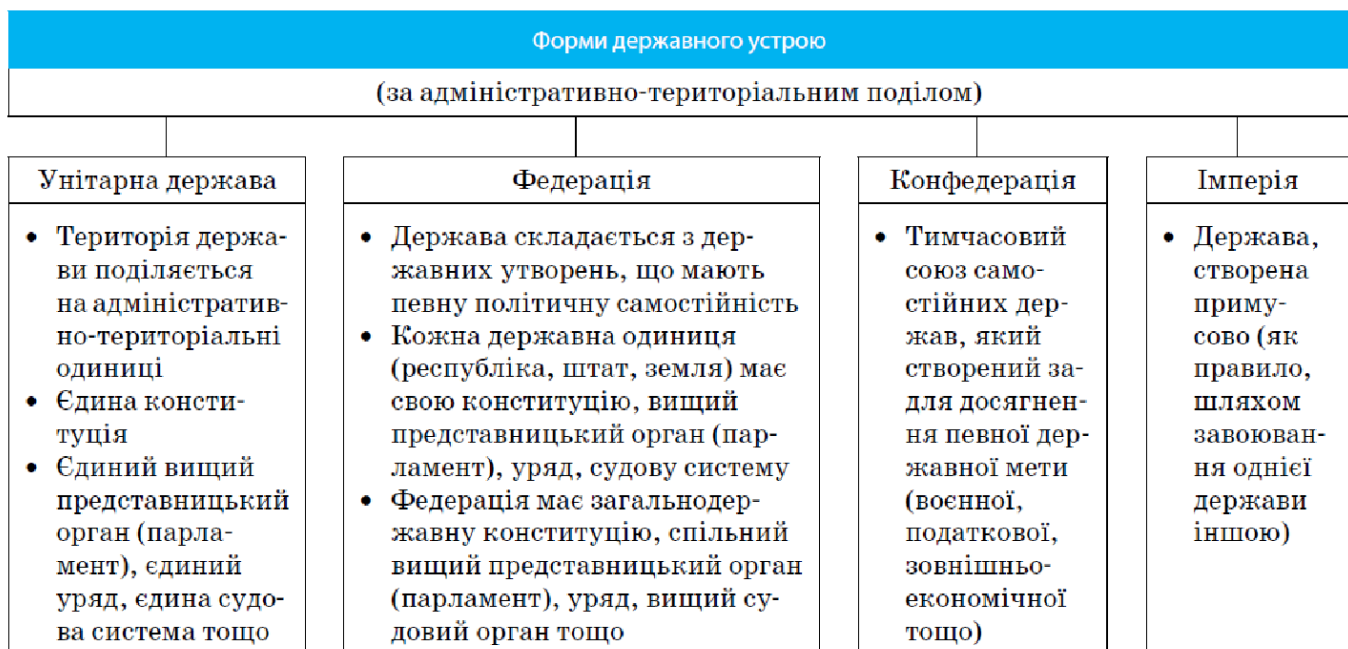 Форми державного устрою
(за адміністративно-територіальним поділом)
Унітарна держава
• Територія держа-
ви поділяється
на адміністратив-
но-територіальні
одиниці
• Єдина консти-
туція
• Єдиний вищий
представницький
орган (парла-
мент), єдиний
уряд, єдина судо-
ва система тощо
Федерація
• Держава складається з дер-
жавних утворень, що мають
певну політичну самостійність
• Кожна державна одиниця
(республіка, штат, земля) має
свою конституцію, вищий
представницький орган (пар-
ламент), уряд, судову систему
• Федерація має загальнодер-
жавну конституцію, спільний
вищий представницький орган
(парламент), уряд, вищий су-
довий орган тощо
Конфедерація
• Тимчасовий
союз само-
стійних дер-
жав, який
створений за-
для досягнен-
ня певної дер-
жавної мети
(воєнної,
податкової,
зовнішньо-
економічної
тощо)
Імперія
• Держава,
створена
приму-
сово (як
правило,
шляхом
завоюван-
ня однієї
держави
іншою)